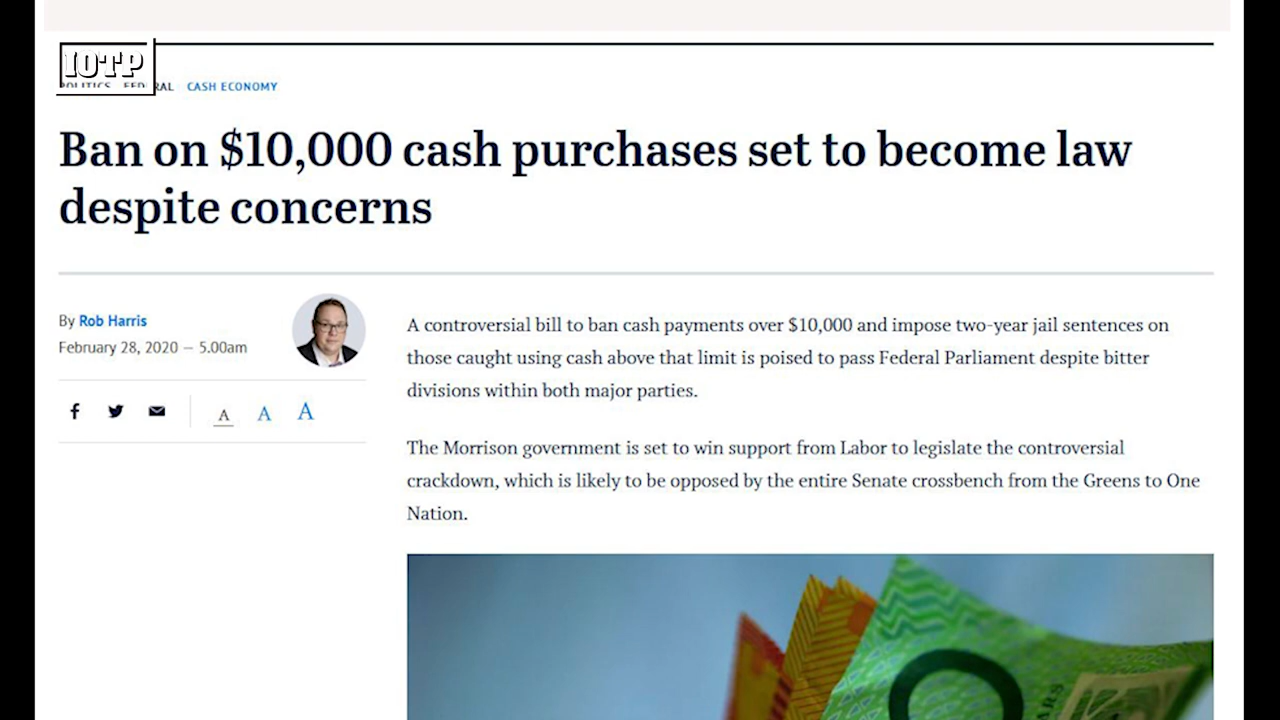 IOTP
POLITICS FEDERAL CASH ECONOMY
Ban on $10,000 cash purchases set to become law
despite concerns
By Rob Harris
February 28, 2020 — 5.00am
A A A
A controversial bill to ban cash payments over $10,000 and impose two-year jail sentences on
those caught using cash above that limit is poised to pass Federal Parliament despite bitter
divisions within both major parties.
The Morrison government is set to win support from Labor to legislate the controversial
crackdown, which is likely to be opposed by the entire Senate crossbench from the Greens to One
Nation.